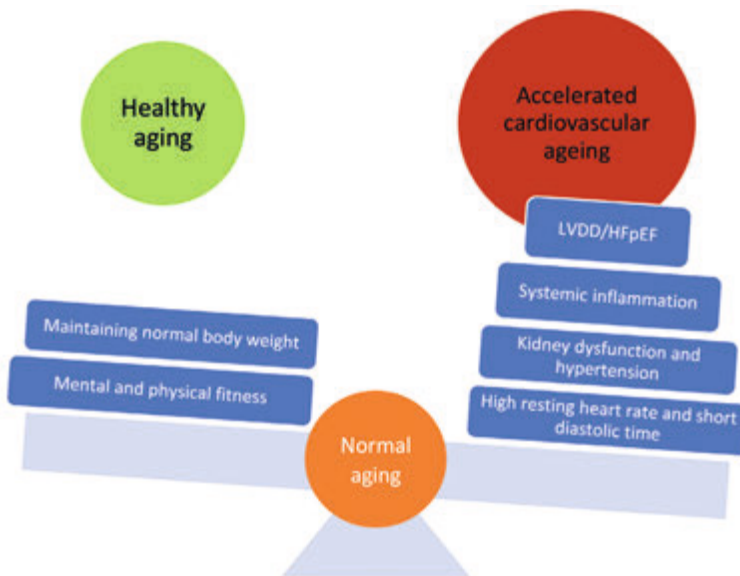 Healthy
aging
Accelerated
cardiovascular
ageing
LVDD/HFpEF
Systemic inflammation
Kidney dysfunction and
hypertension
High resting heart rate and short
diastolic time
Maintaining normal body weight
Mental and physical fitness
Normal
aging